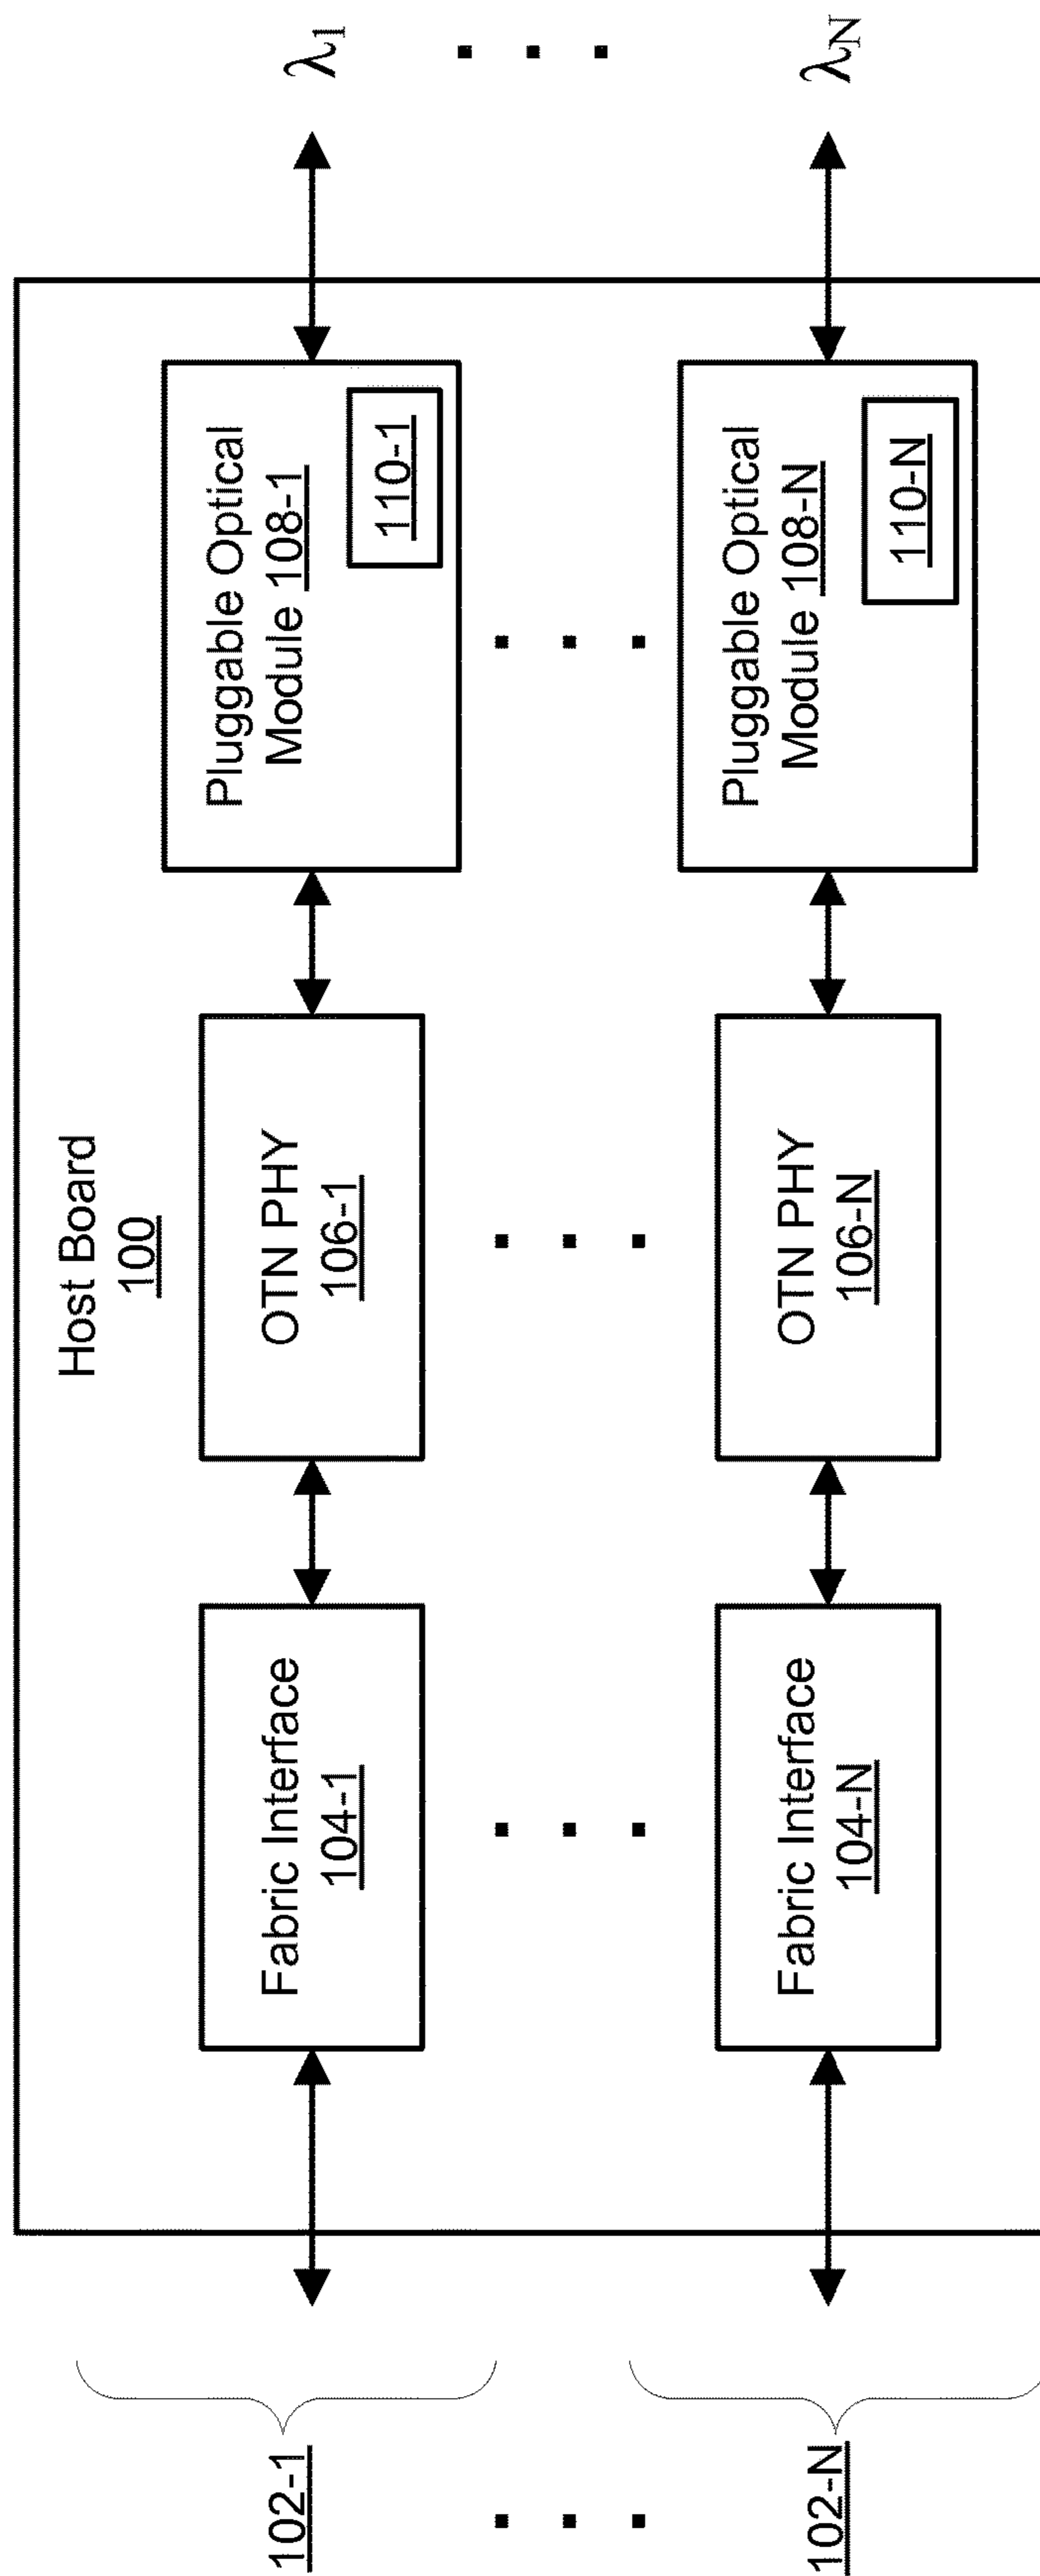 Host Board
100
102-1
Fabric Interface
104-1
OTN PHY
106-1
Pluggable Optical
Module 108-1
110-1
λ1
102-N
Fabric Interface
104-N
OTN PHY
106-N
Pluggable Optical
Module 108-N
110-N
λN